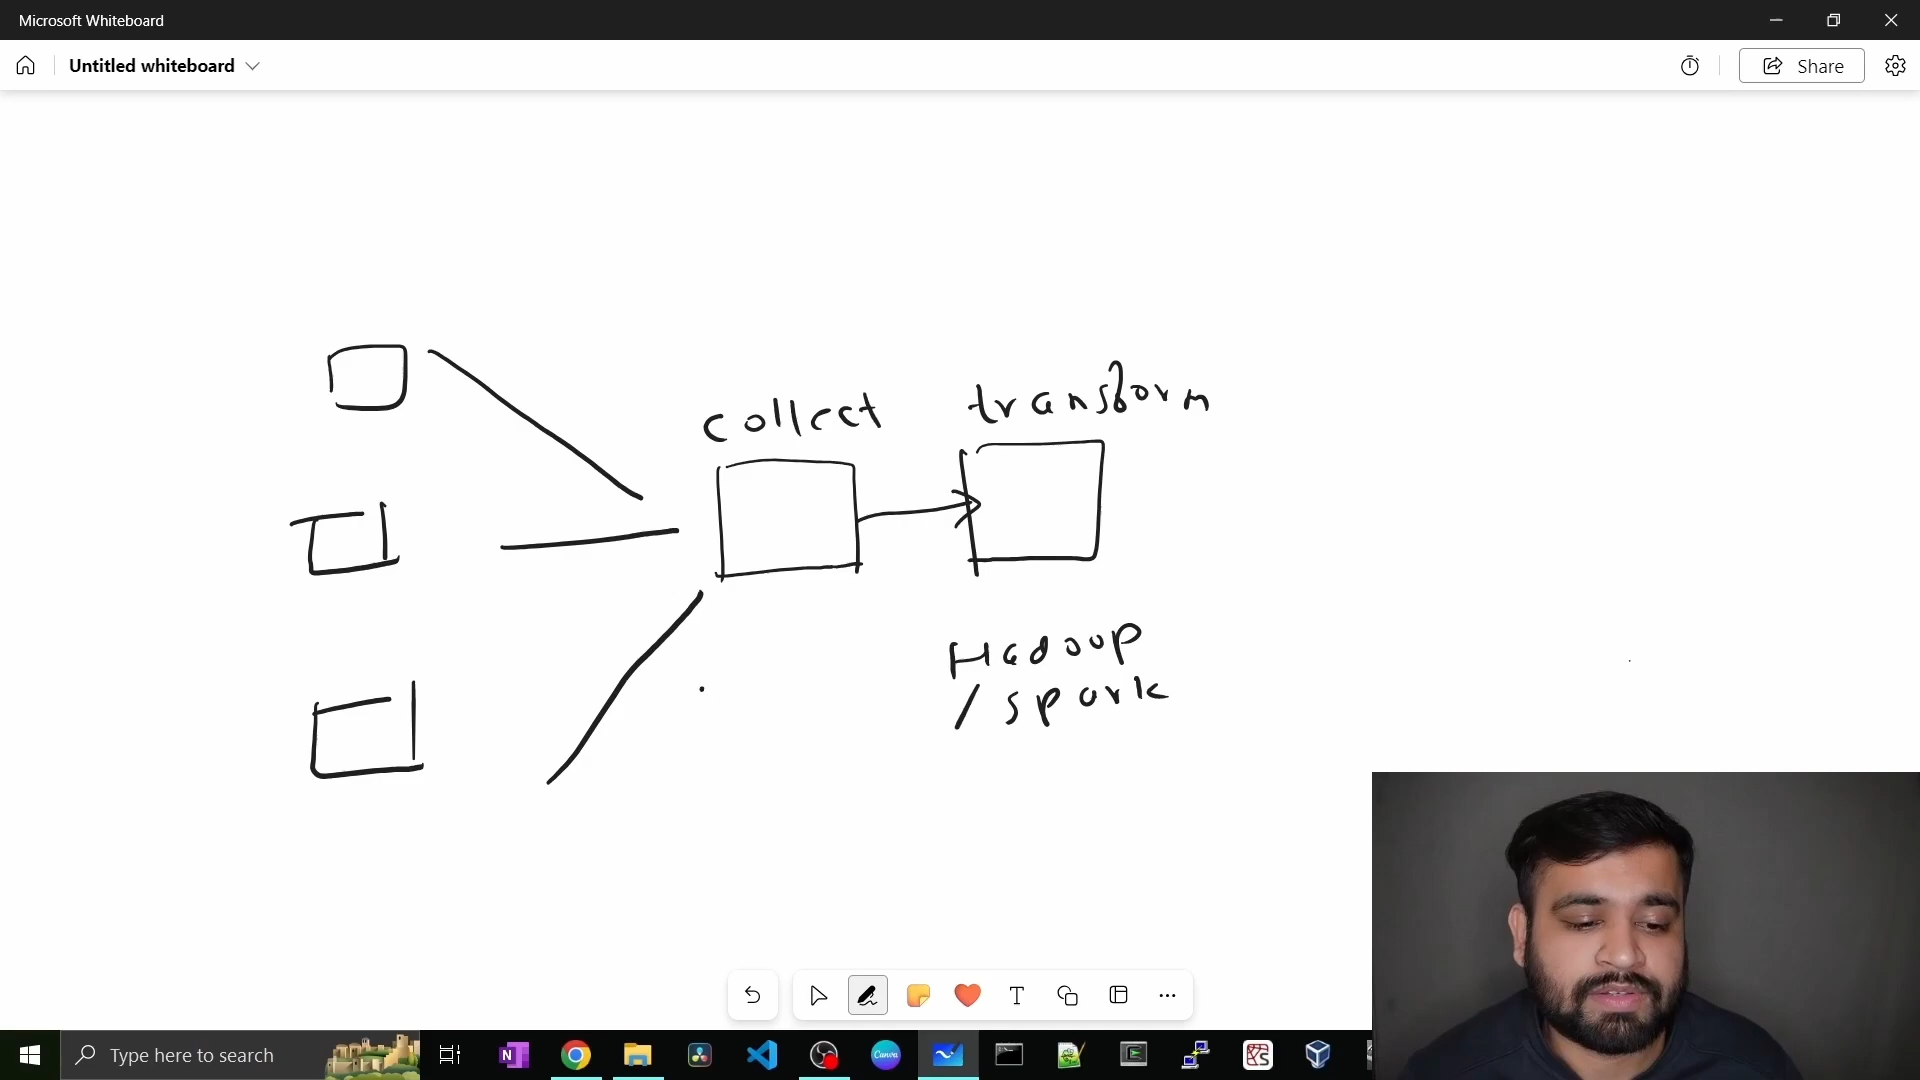 Microsoft Whiteboard
Untitled whiteboard
Share
collect
transform
Hadoop
/ spark
Type here to search